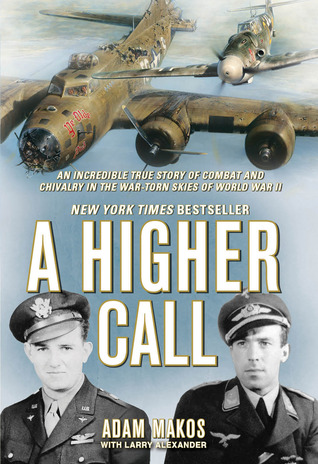 AN INCREDIBLE TRUE STORY OF COMBAT AND
CHIVALRY IN THE WAR-TORN SKIES OF WORLD WAR II
NEW YORK TIMES BESTSELLER
A HIGHER
CALL
ADAM MAKOS
WITH LARRY ALEXANDER